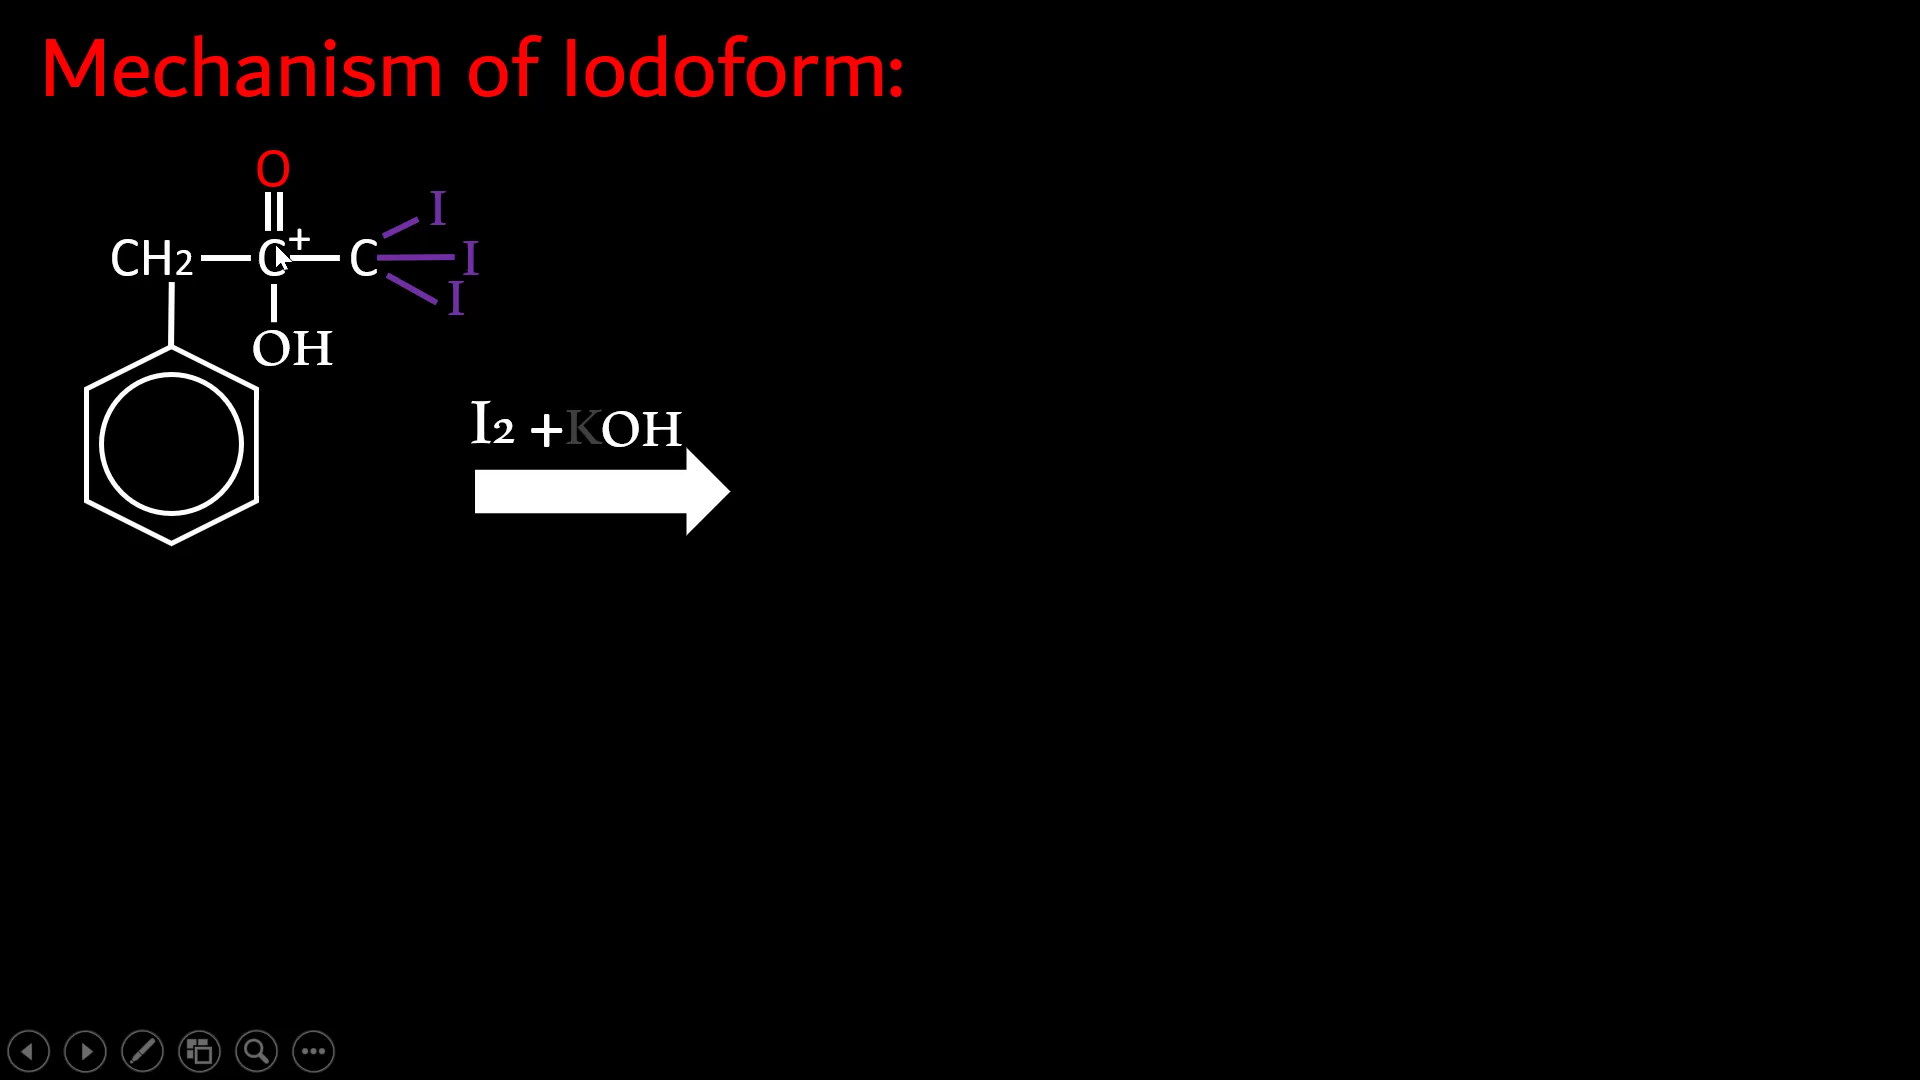 Mechanism of Iodoform:
O
I
CH2 C+ C I
I
OH
I2 +KOH